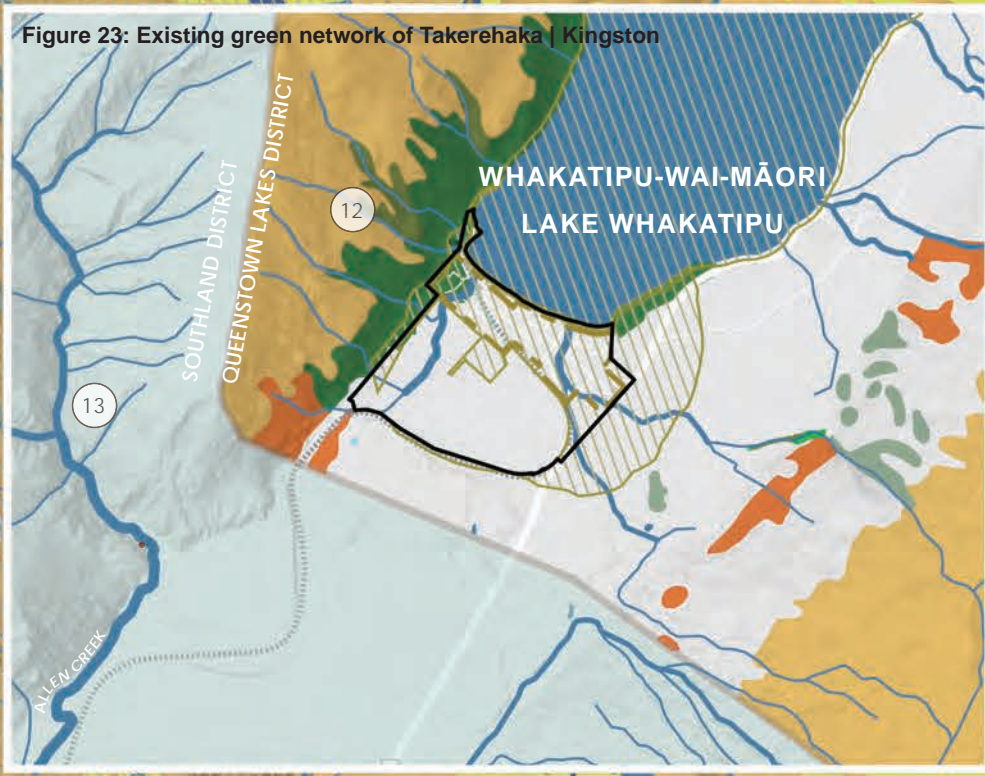 Figure 23: Existing green network of Takerehaka | Kingston
SOUTHLAND DISTRICT
QUEENSTOWN LAKES DISTRICT
WHAKATIPU-WAI-MĀORI
LAKE WHAKATIPU
12
13
ALLEN CREEK